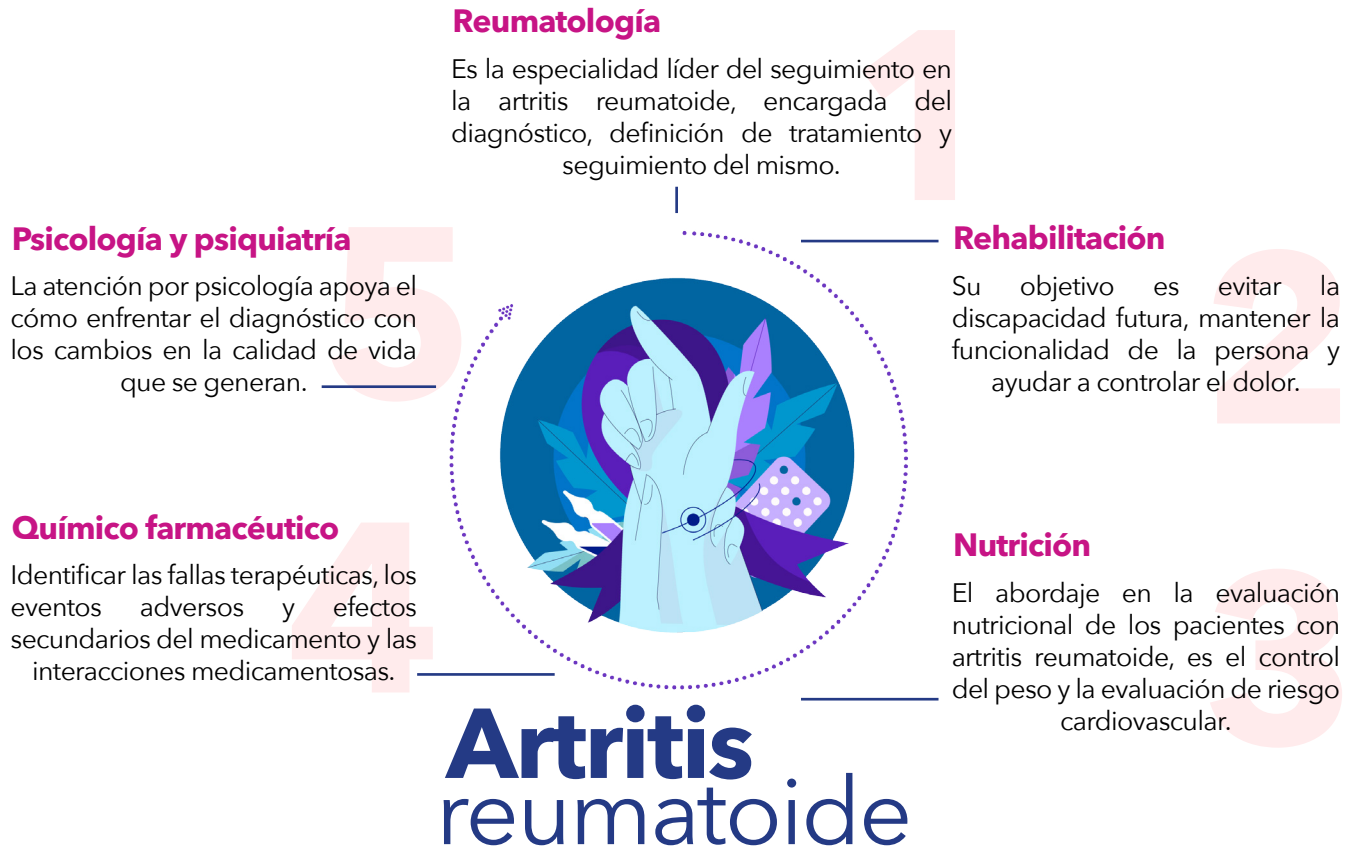 1
Reumatología
Es la especialidad líder del seguimiento en
la artritis reumatoide, encargada del
diagnóstico, definición de tratamiento y
seguimiento del mismo.
2
Rehabilitación
Su objetivo es evitar la
discapacidad futura, mantener la
funcionalidad de la persona y
ayudar a controlar el dolor.
3
Nutrición
El abordaje en la evaluación
nutricional de los pacientes con
artritis reumatoide, es el control
del peso y la evaluación de riesgo
cardiovascular.
4
Químico farmacéutico
Identificar las fallas terapéuticas, los
eventos adversos y efectos
secundarios del medicamento y las
interacciones medicamentosas.
5
Psicología y psiquiatría
La atención por psicología apoya el
cómo enfrentar el diagnóstico con
los cambios en la calidad de vida
que se generan.
Artritis
reumatoide